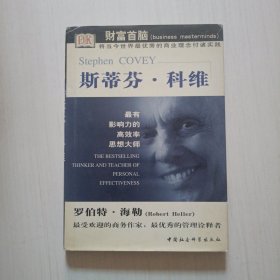 DK
财富首脑(business masterminds)
将当今世界最优秀的商业理念付诸实践
Stephen COVEY
斯蒂芬·科维
最有
影响力的
高效率
思想大师
THE BESTSELLING
THINKER AND TEACHER OF
PERSONAL
EFFECTIVENESS
罗伯特·海勒(Robert Heller)
最受欢迎的商务作家,最优秀的管理诠释者
中国社会科学出版社